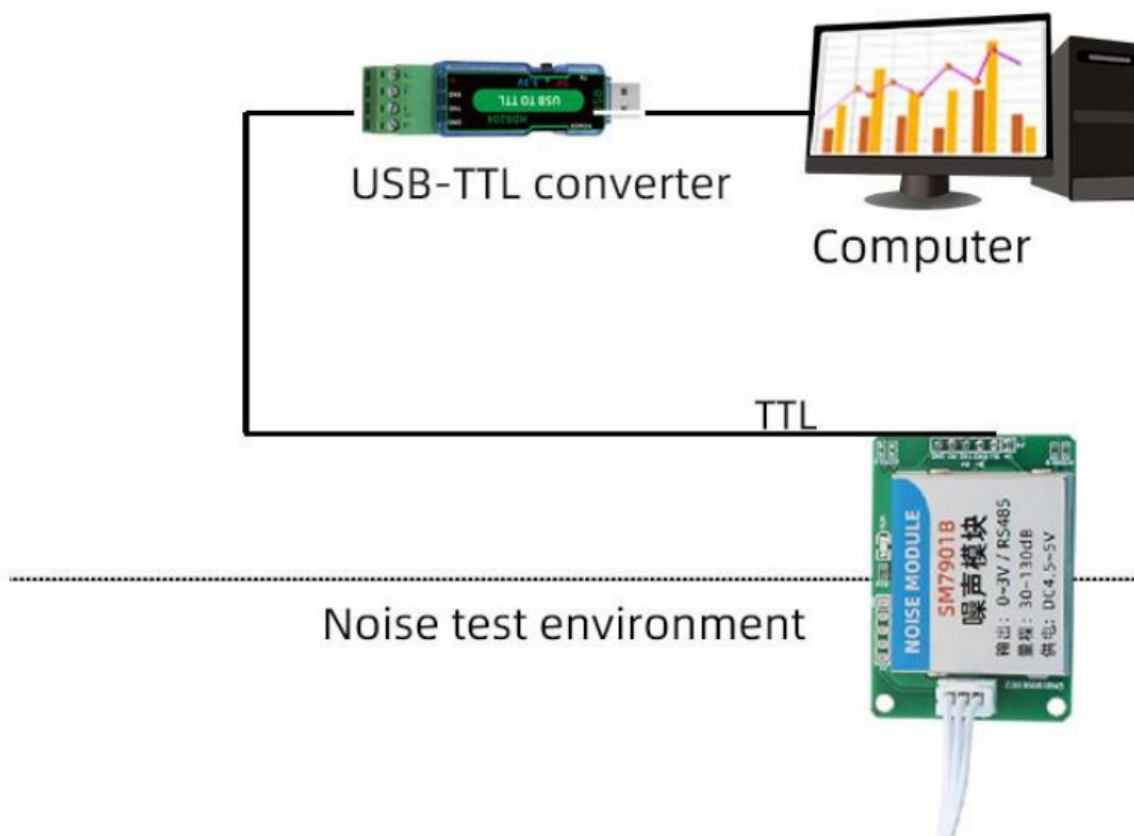 USB TO TTL
HDS204
USB-TTL converter
Computer
TTL
NOISE MODULE
SM7901B
噪声模块
输出：0~3V / RS485
量程：30-130dB
供电：DC4.5~5V
Noise test environment